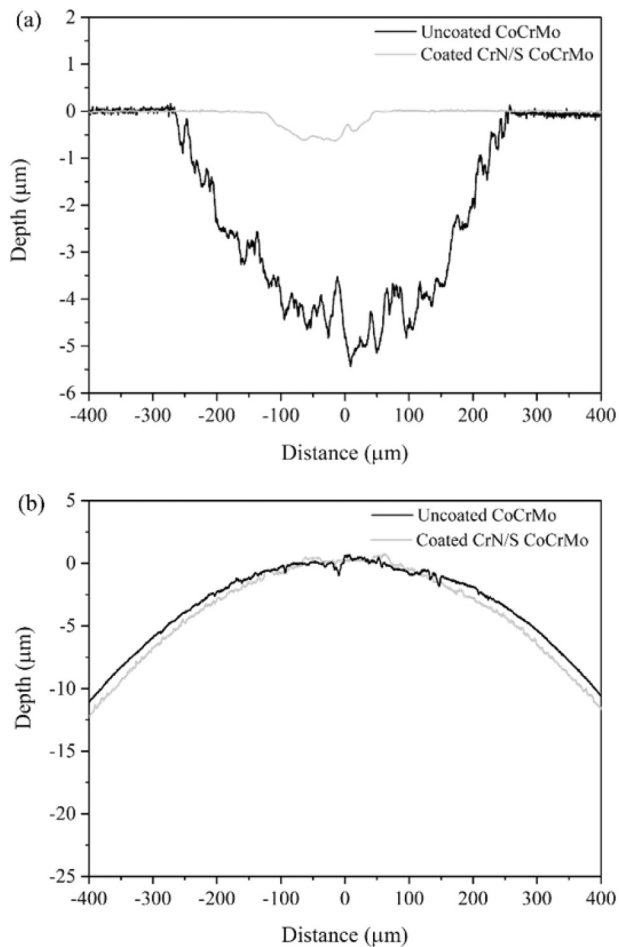 (a)
Uncoated CoCrMo
Coated CrN/S CoCrMo
2
1
0
-1
-2
-3
-4
-5
-6
Depth (μm)
-400 -300 -200 -100 0 100 200 300 400
Distance (μm)
(b)
Uncoated CoCrMo
Coated CrN/S CoCrMo
5
0
-5
-10
-15
-20
-25
Depth (μm)
-400 -300 -200 -100 0 100 200 300 400
Distance (μm)